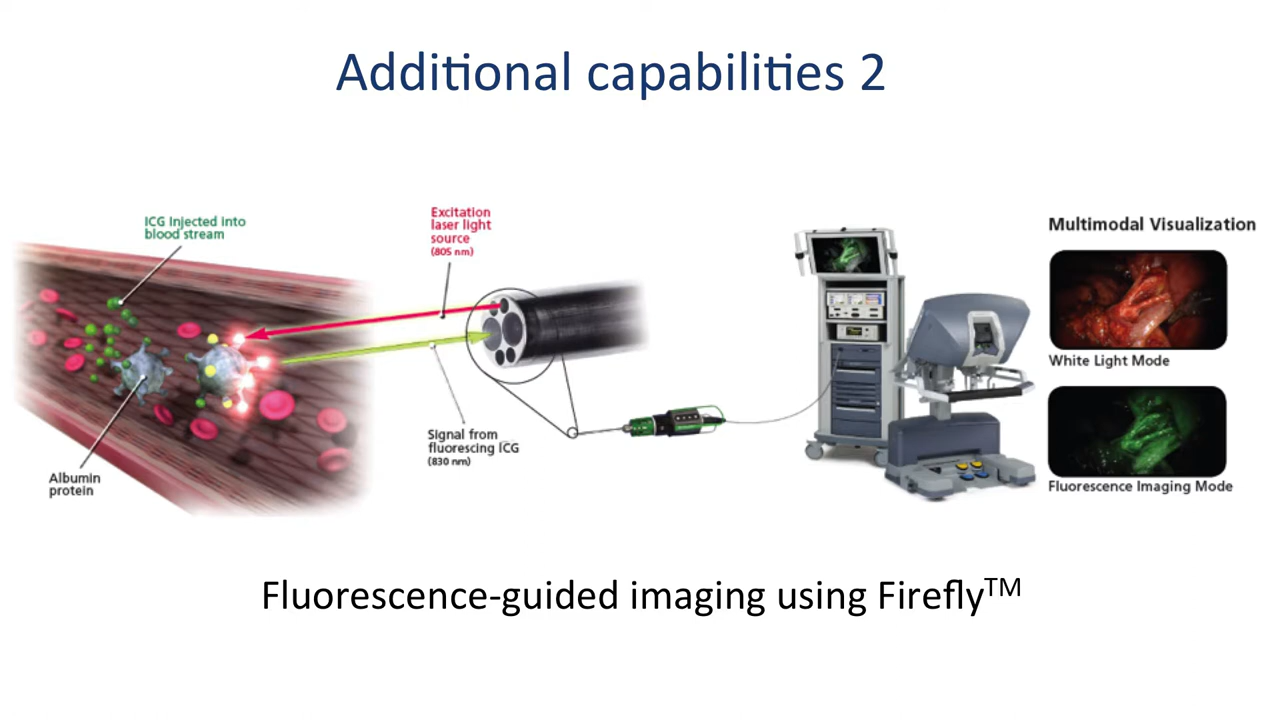 Additional capabilities 2
ICG Injected into
blood stream
Excitation
laser light
source
(805 nm)
Multimodal Visualization
White Light Mode
Signal from
fluorescing ICG
(830 nm)
Albumin
protein
Fluorescence Imaging Mode
Fluorescence-guided imaging using Firefly™